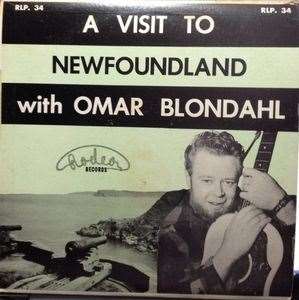 RLP. 34 RLP. 34
A VISIT TO
NEWFOUNDLAND
with OMAR BLONDAHL
Rodeo
RECORDS